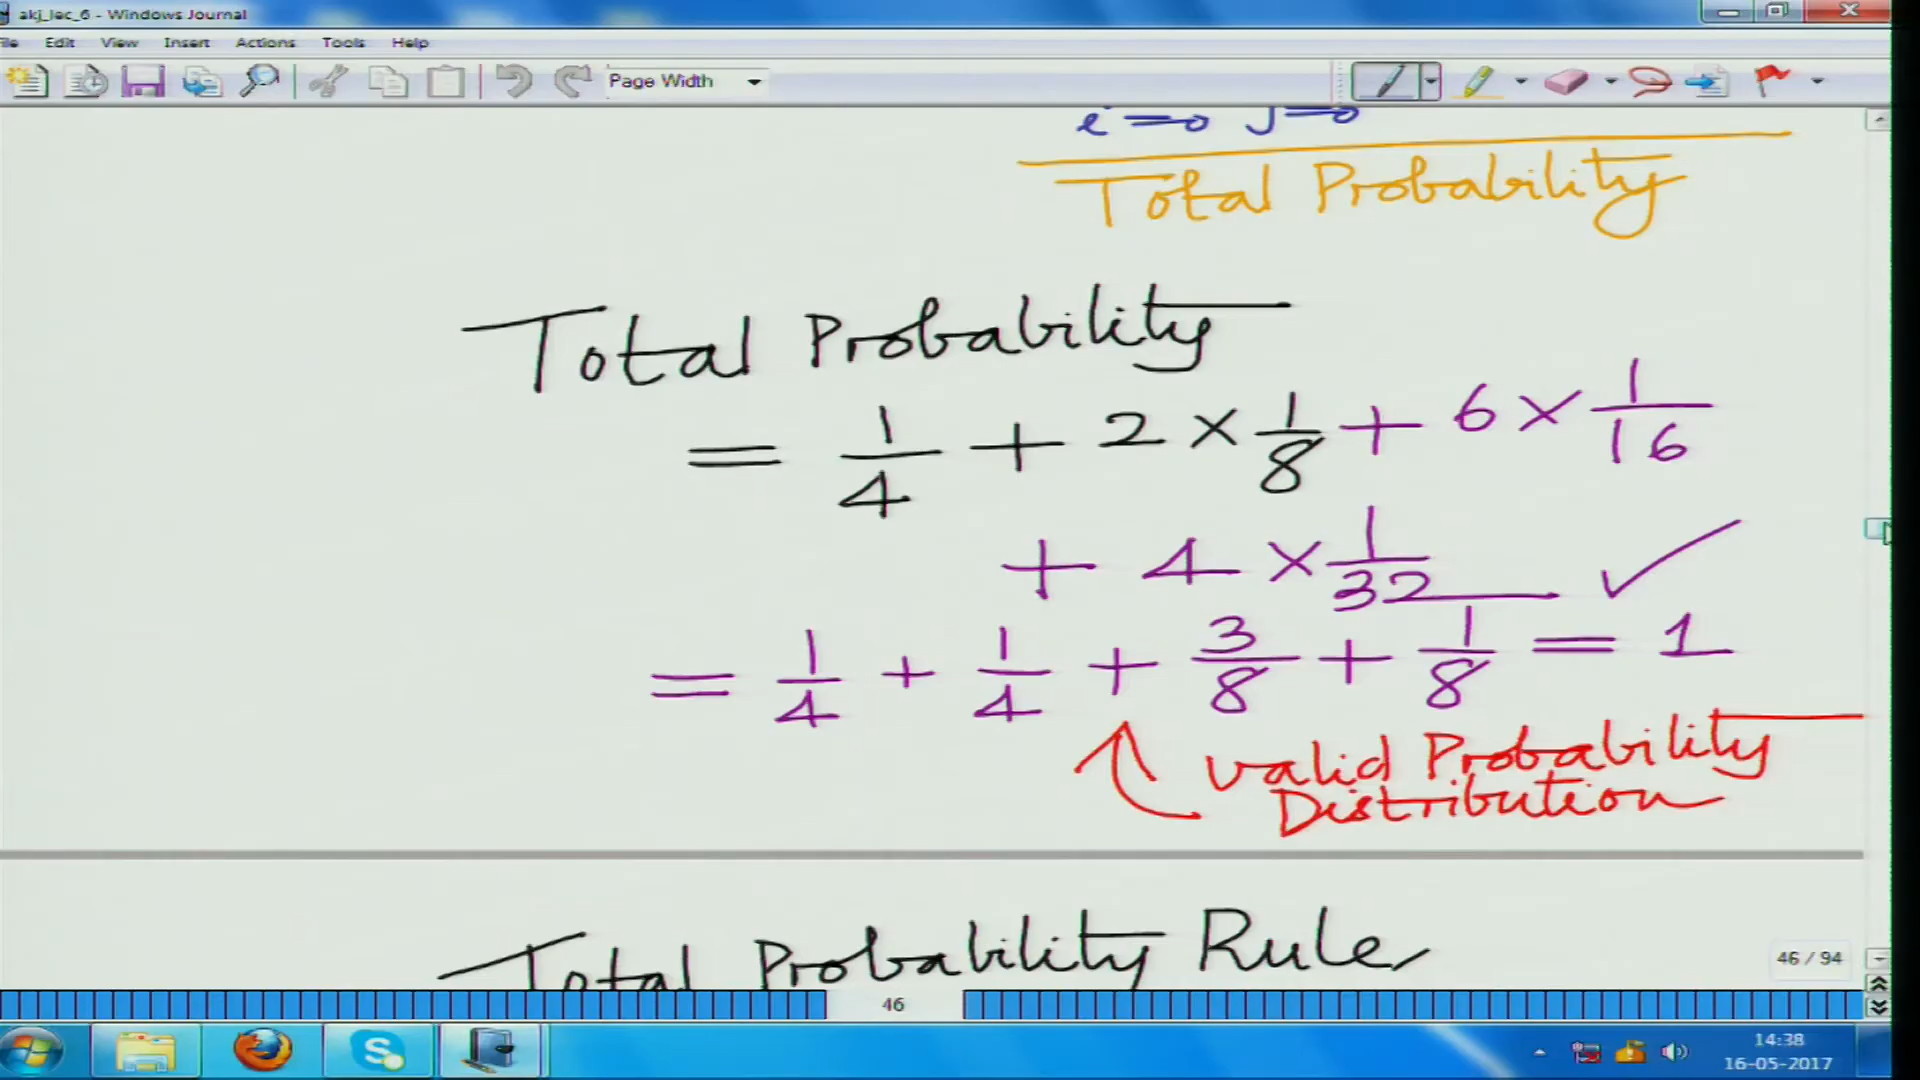 akj_lec_6 - Windows Journal
Edit View Insert Actions Tools Help
Page Width
i = 0 J = 0
Total Probability
Total Probability
= 1/4 + 2 × 1/8 + 6 × 1/16
+ 4 × 1/32 ✓
= 1/4 + 1/4 + 3/8 + 1/8 = 1
valid Probability
Distribution
Total Probability Rule
46 / 94
46
14:38
16-05-2017